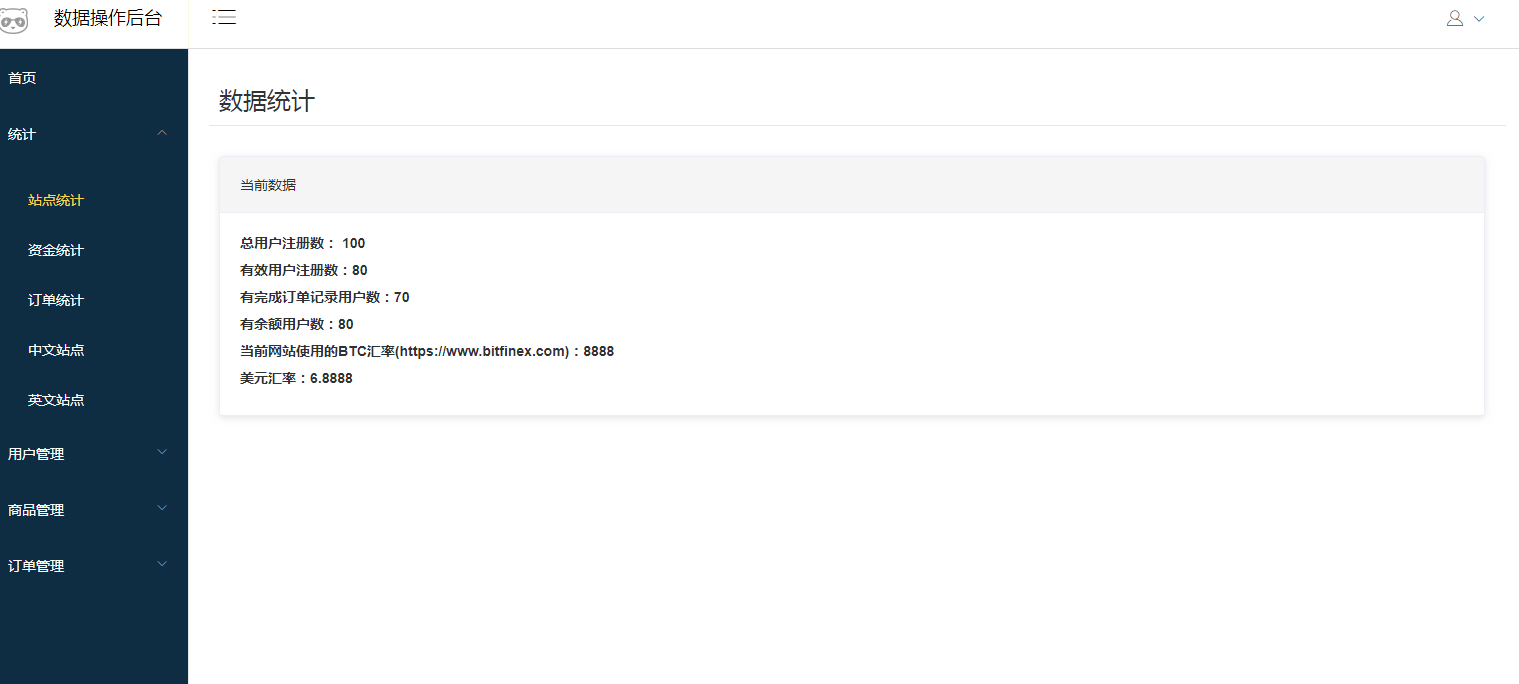 数据操作后台
首页
统计
站点统计
资金统计
订单统计
中文站点
英文站点
用户管理
商品管理
订单管理
数据统计
当前数据
总用户注册数： 100
有效用户注册数：80
有完成订单记录用户数：70
有余额用户数：80
当前网站使用的BTC汇率(https://www.bitfinex.com)：8888
美元汇率：6.8888